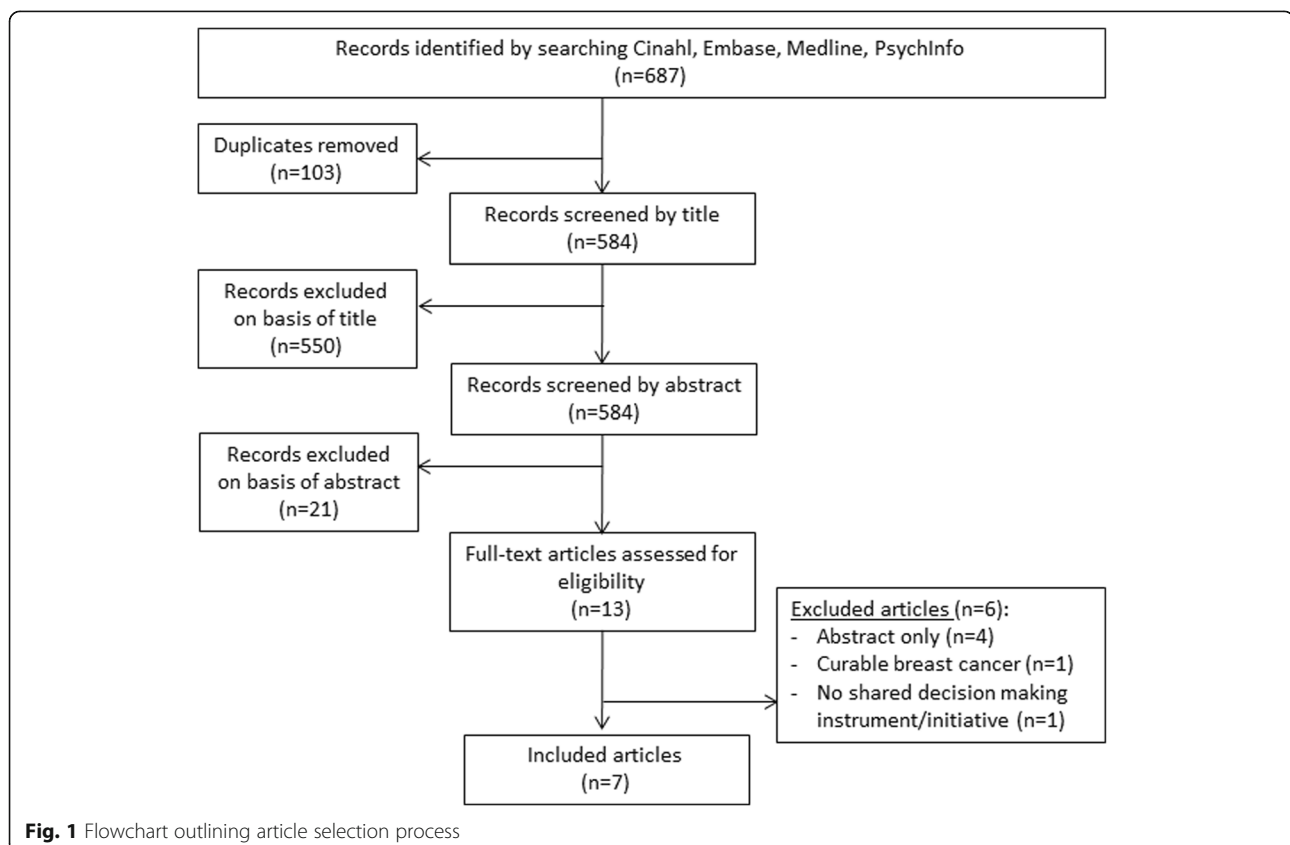 Records identified by searching Cinahl, Embase, Medline, PsychInfo
(n=687)
Duplicates removed
(n=103)
Records screened by title
(n=584)
Records excluded
on basis of title
(n=550)
Records screened by abstract
(n=584)
Records excluded
on basis of abstract
(n=21)
Full-text articles assessed for
eligibility
(n=13)
Excluded articles (n=6):
- Abstract only (n=4)
- Curable breast cancer (n=1)
- No shared decision making
instrument/initiative (n=1)
Included articles
(n=7)
Fig. 1 Flowchart outlining article selection process